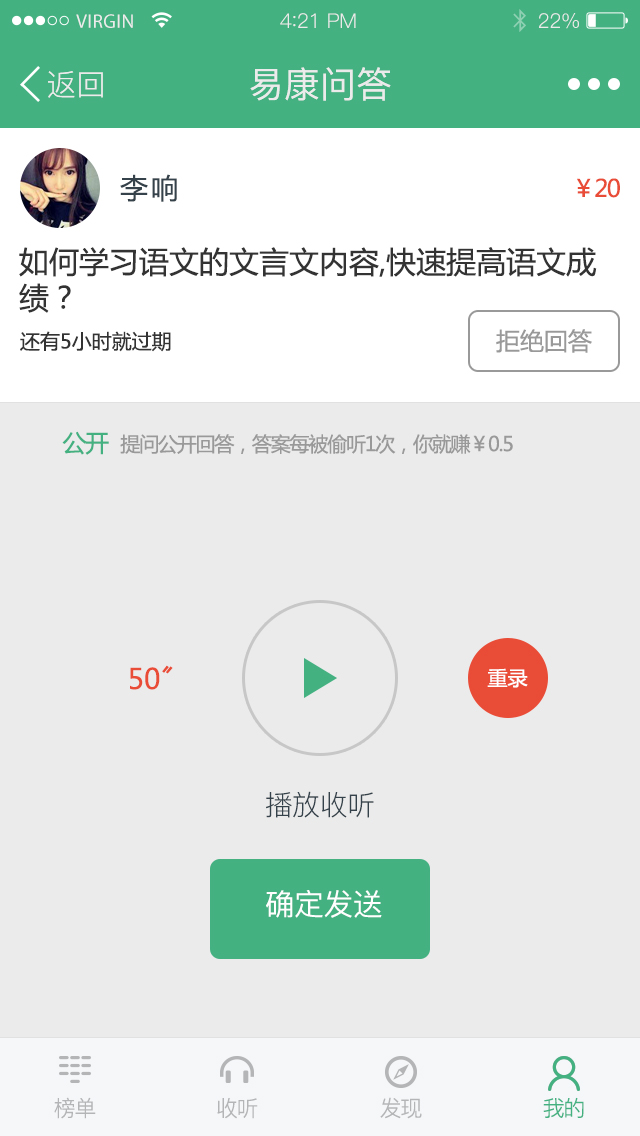 VIRGIN 4:21 PM 22%
返回 易康问答
李响 ¥20
如何学习语文的文言文内容,快速提高语文成
绩？
还有5小时就过期
拒绝回答
公开 提问公开回答，答案每被偷听1次，你就赚¥0.5
50″ 重录
播放收听
确定发送
榜单 收听 发现 我的